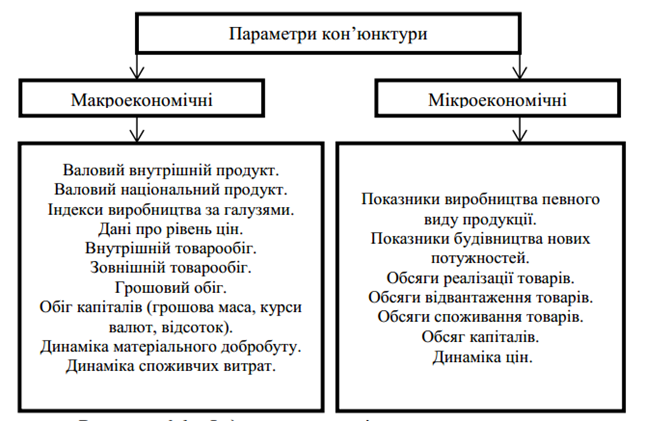 Параметри кон’юнктури
Макроекономічні
Мікроекономічні
Валовий внутрішній продукт.
Валовий національний продукт.
Індекси виробництва за галузями.
Дані про рівень цін.
Внутрішній товарообіг.
Зовнішній товарообіг.
Грошовий обіг.
Обіг капіталів (грошова маса, курси
валют, відсоток).
Динаміка матеріального добробуту.
Динаміка споживчих витрат.
Показники виробництва певного
виду продукції.
Показники будівництва нових
потужностей.
Обсяги реалізації товарів.
Обсяги відвантаження товарів.
Обсяги споживання товарів.
Обсяг капіталів.
Динаміка цін.